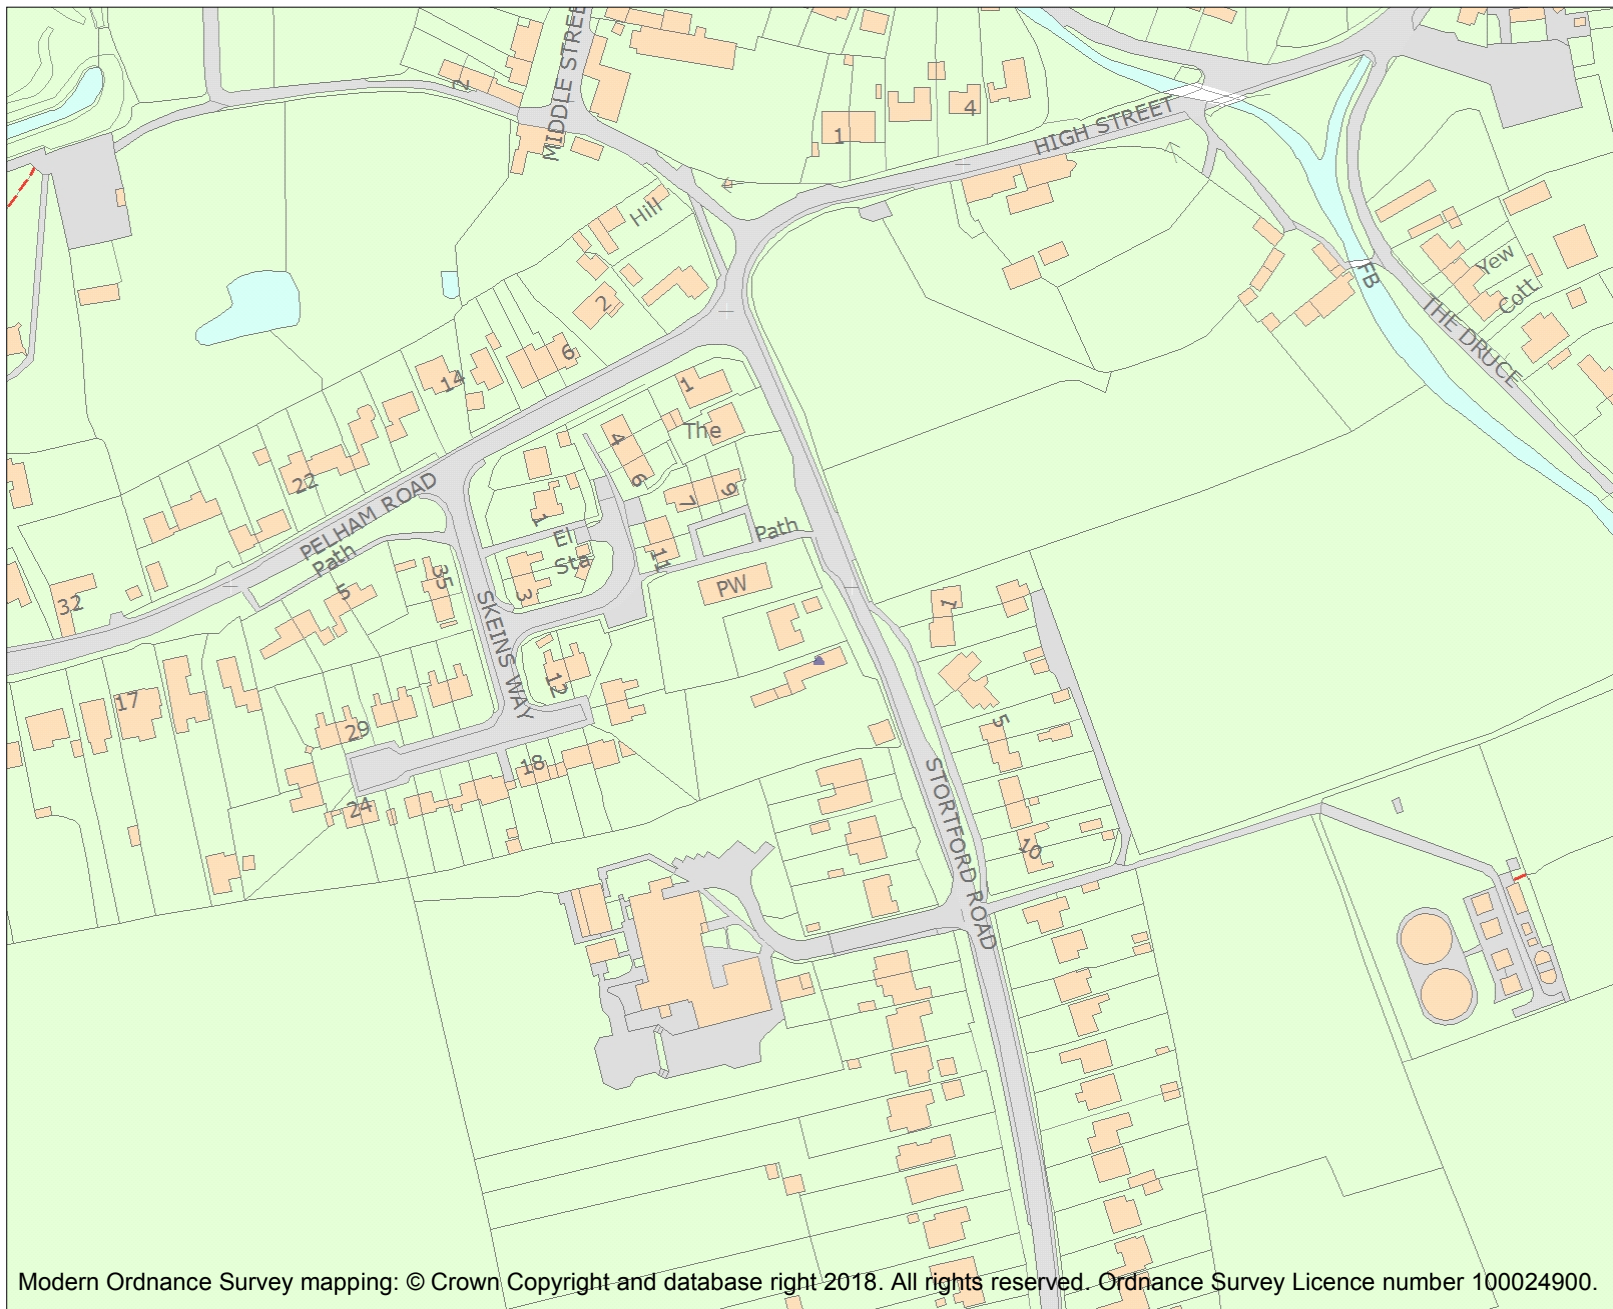 MIDDLE STREE
2
1
4
HIGH STREET
Hill
2
6
14
FB
Yew
Cott
THE DRUCE
1
The
4
6
22
7
9
PELHAM ROAD
Path
1
El
Sta
Path
11
32
5
35
3
PW
SKEINS WAY
1
12
17
29
5
18
24
STORTFORD ROAD
10
Modern Ordnance Survey mapping: © Crown Copyright and database right 2018. All rights reserved. Ordnance Survey Licence number 100024900.